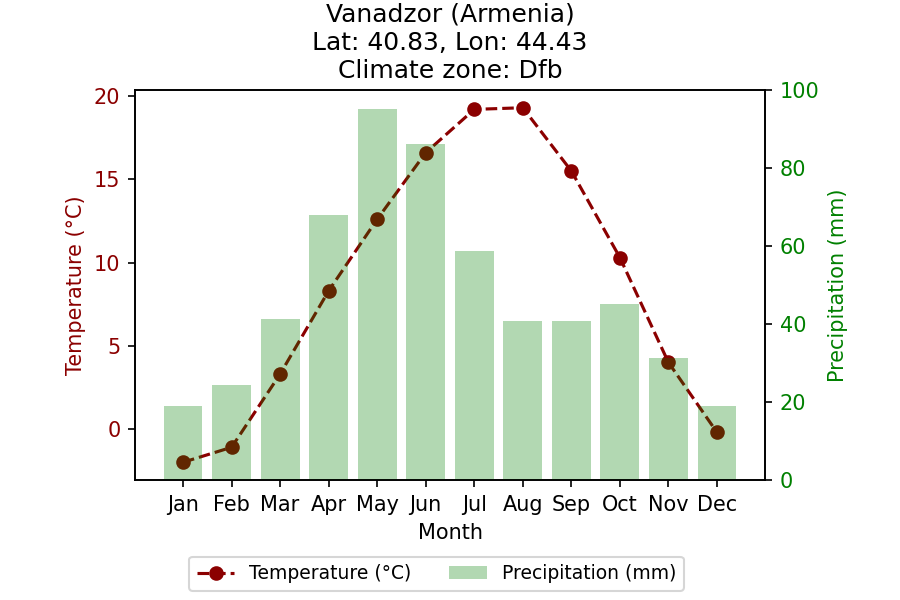 Vanadzor (Armenia)
Lat: 40.83, Lon: 44.43
Climate zone: Dfb
20
15
10
5
0
Temperature (°C)
100
80
60
40
20
0
Precipitation (mm)
Jan Feb Mar Apr May Jun Jul Aug Sep Oct Nov Dec
Month
Temperature (°C) Precipitation (mm)